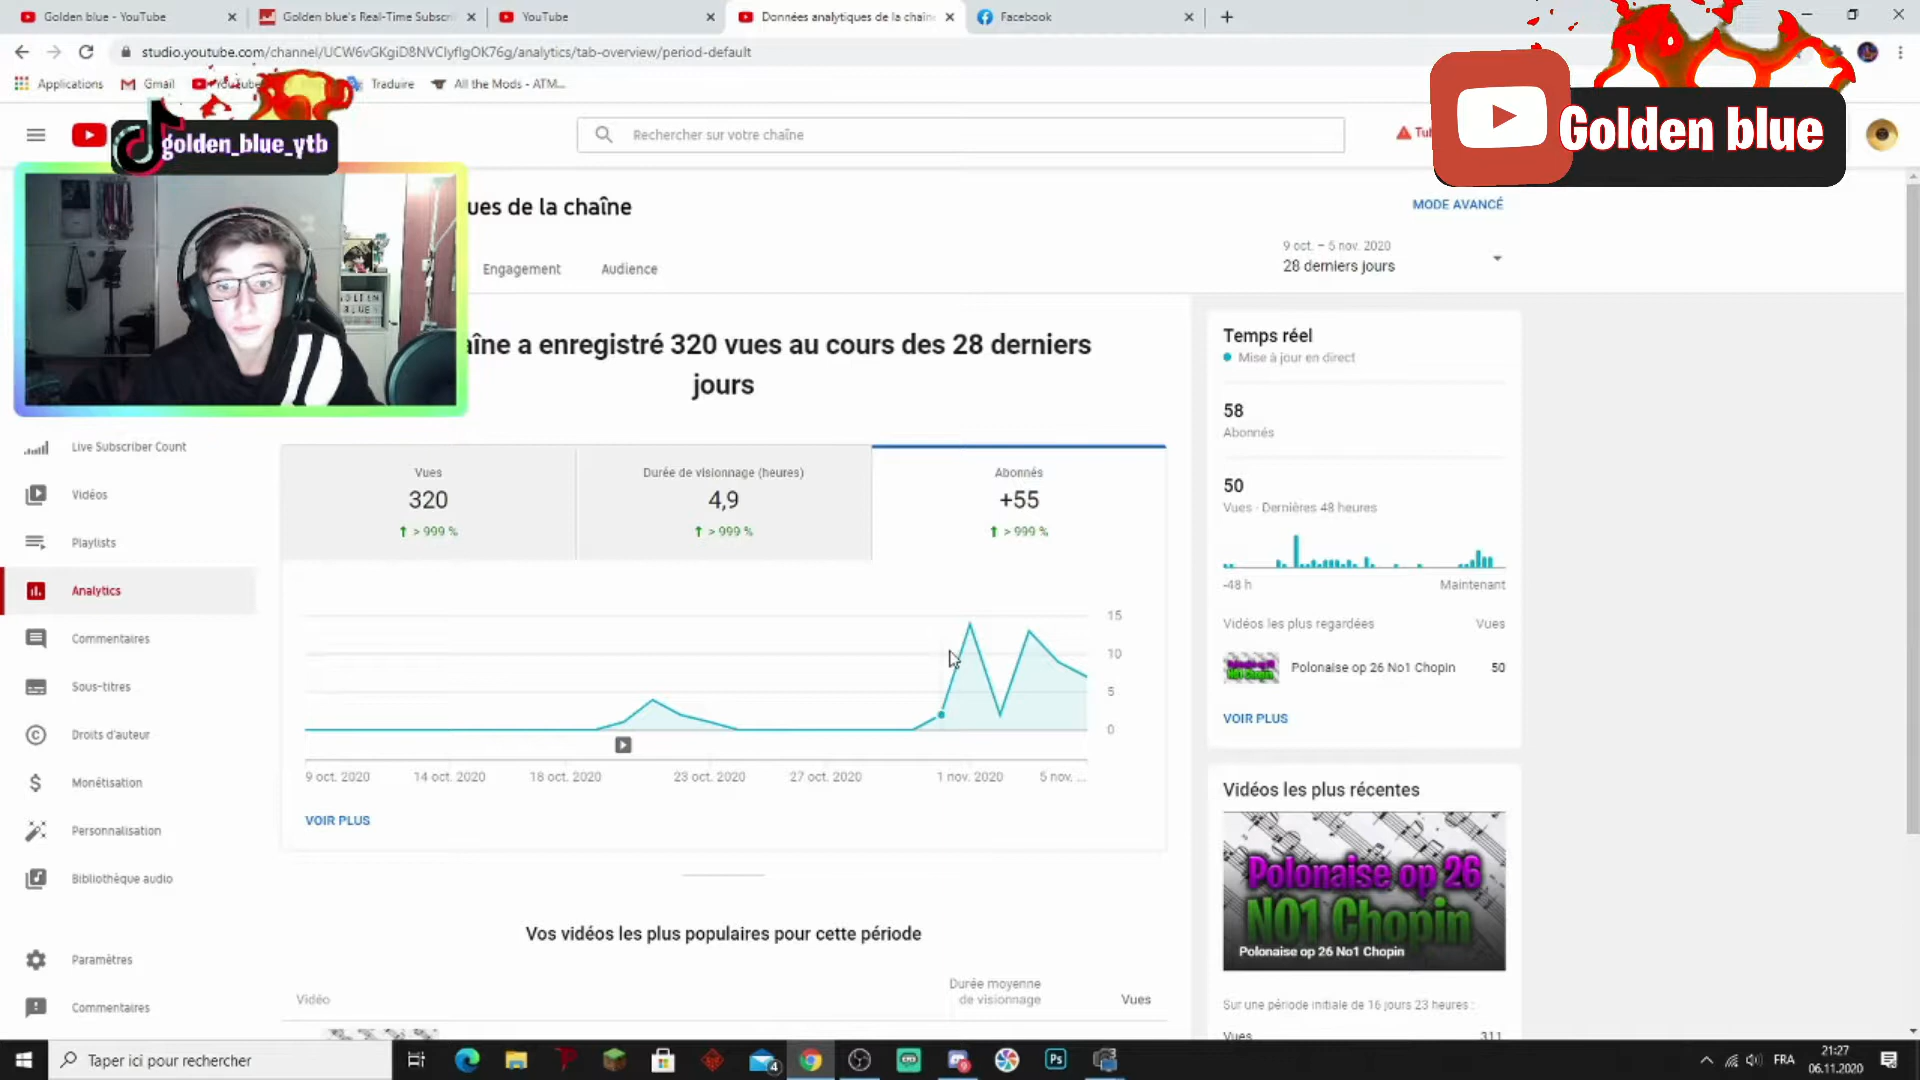 Golden blue - YouTube
Golden blue's Real-Time Subscri
YouTube
Données analytiques de la chaîn
Facebook
studio.youtube.com/channel/UCW6vGKgiD8NVCIyfIgOK76g/analytics/tab-overview/period-default
Applications
Gmail
YouTube
Traduire
All the Mods - ATM...
golden_blue_ytb
Rechercher sur votre chaîne
Golden blue
ues de la chaîne
MODE AVANCÉ
Engagement
Audience
9 oct. – 5 nov. 2020
28 derniers jours
GOLDEN
BLUE
aîne a enregistré 320 vues au cours des 28 derniers
jours
Live Subscriber Count
Vidéos
Playlists
Analytics
Commentaires
Sous-titres
Droits d'auteur
Monétisation
Personnalisation
Bibliothèque audio
Paramètres
Commentaires
Vues
320
> 999 %
Durée de visionnage (heures)
4,9
> 999 %
Abonnés
+55
> 999 %
15
10
5
0
9 oct. 2020
14 oct. 2020
18 oct. 2020
23 oct. 2020
27 oct. 2020
1 nov. 2020
5 nov. ...
VOIR PLUS
Vos vidéos les plus populaires pour cette période
Vidéo
Durée moyenne
de visionnage
Vues
Temps réel
Mise à jour en direct
58
Abonnés
50
Vues · Dernières 48 heures
-48 h
Maintenant
Vidéos les plus regardées
Vues
Polonaise op 26 No1 Chopin
50
VOIR PLUS
Vidéos les plus récentes
Polonaise op 26
NO1 Chopin
Polonaise op 26 No1 Chopin
Sur une période initiale de 16 jours 23 heures :
Vues
311
Taper ici pour rechercher
4
Ps
FRA
21:27
06.11.2020